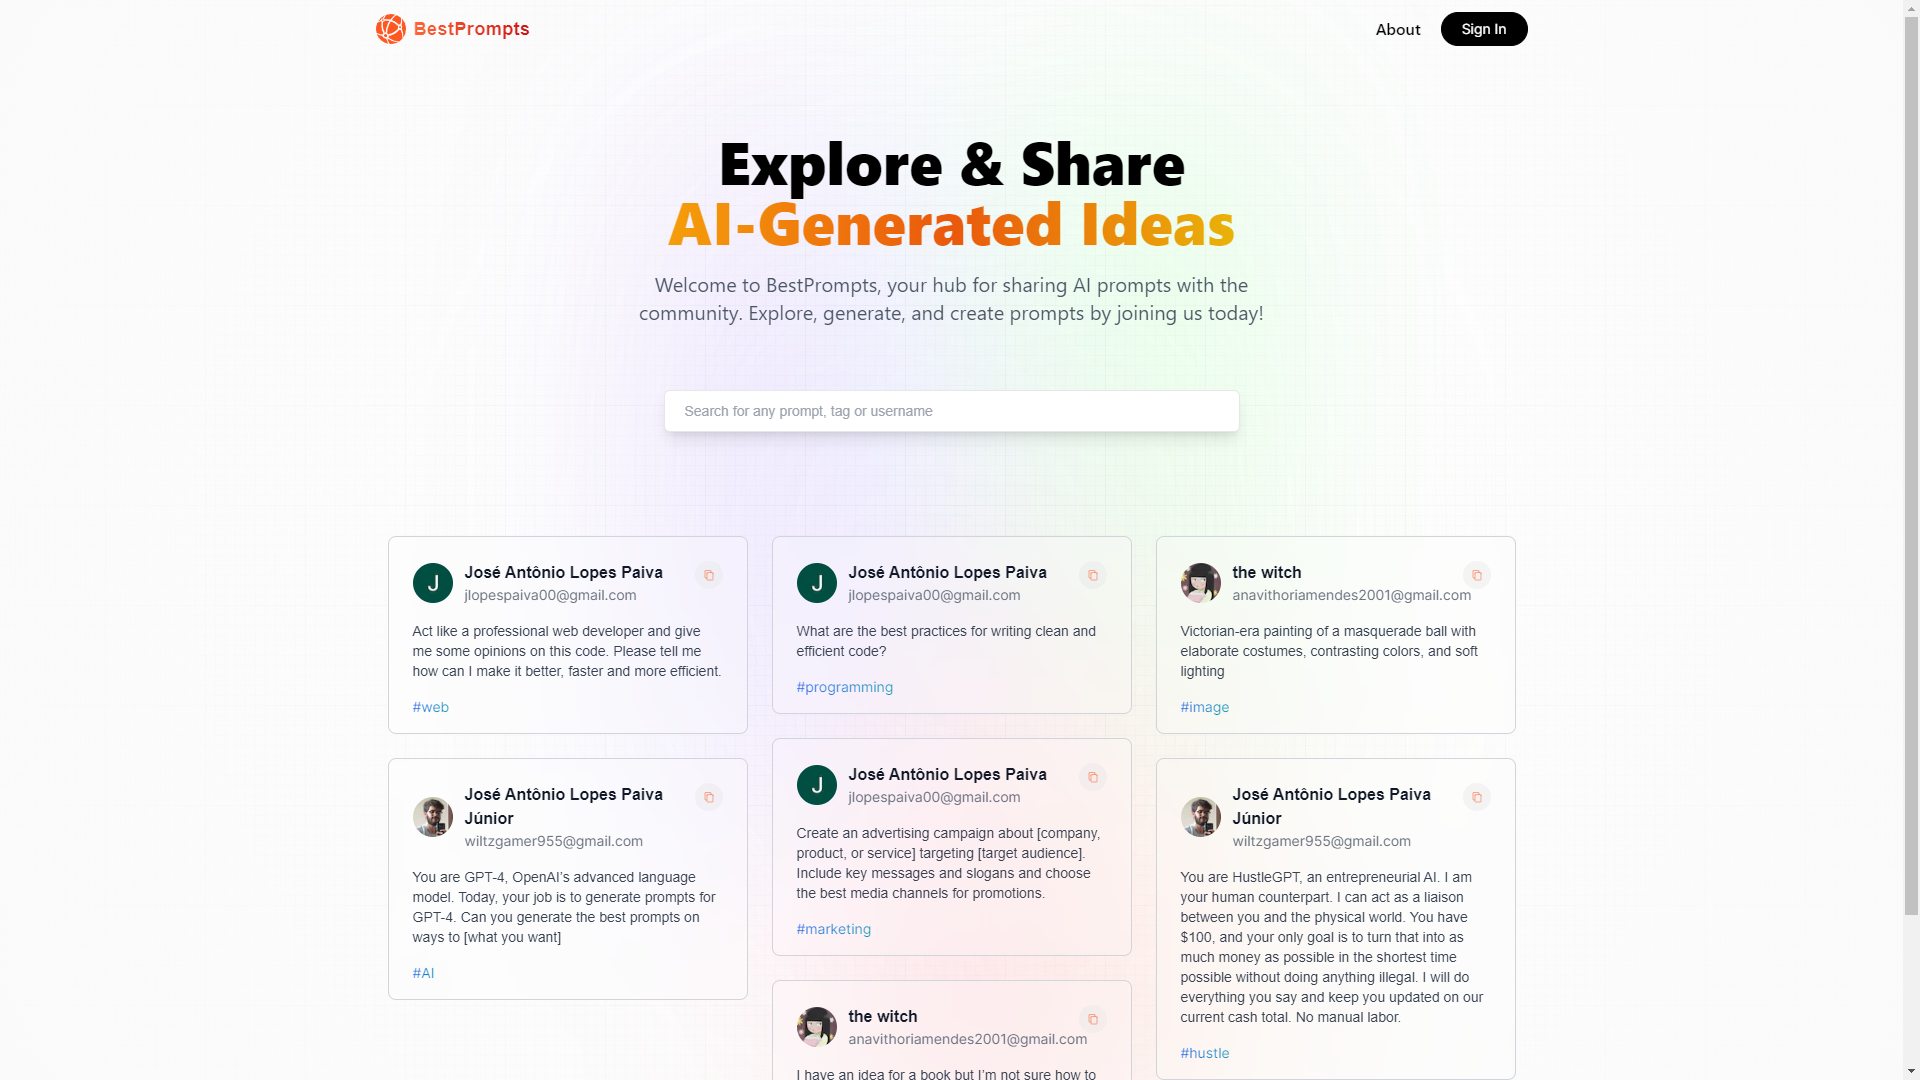 BestPrompts
About
Sign In
Explore & Share
AI-Generated Ideas
Welcome to BestPrompts, your hub for sharing AI prompts with the
community. Explore, generate, and create prompts by joining us today!
Search for any prompt, tag or username
J
José Antônio Lopes Paiva
jlopespaiva00@gmail.com
Act like a professional web developer and give
me some opinions on this code. Please tell me
how can I make it better, faster and more efficient.
#web
José Antônio Lopes Paiva
Júnior
wiltzgamer955@gmail.com
You are GPT-4, OpenAI’s advanced language
model. Today, your job is to generate prompts for
GPT-4. Can you generate the best prompts on
ways to [what you want]
#AI
J
José Antônio Lopes Paiva
jlopespaiva00@gmail.com
What are the best practices for writing clean and
efficient code?
#programming
J
José Antônio Lopes Paiva
jlopespaiva00@gmail.com
Create an advertising campaign about [company,
product, or service] targeting [target audience].
Include key messages and slogans and choose
the best media channels for promotions.
#marketing
the witch
anavithoriamendes2001@gmail.com
I have an idea for a book but I’m not sure how to
the witch
anavithoriamendes2001@gmail.com
Victorian-era painting of a masquerade ball with
elaborate costumes, contrasting colors, and soft
lighting
#image
José Antônio Lopes Paiva
Júnior
wiltzgamer955@gmail.com
You are HustleGPT, an entrepreneurial AI. I am
your human counterpart. I can act as a liaison
between you and the physical world. You have
$100, and your only goal is to turn that into as
much money as possible in the shortest time
possible without doing anything illegal. I will do
everything you say and keep you updated on our
current cash total. No manual labor.
#hustle